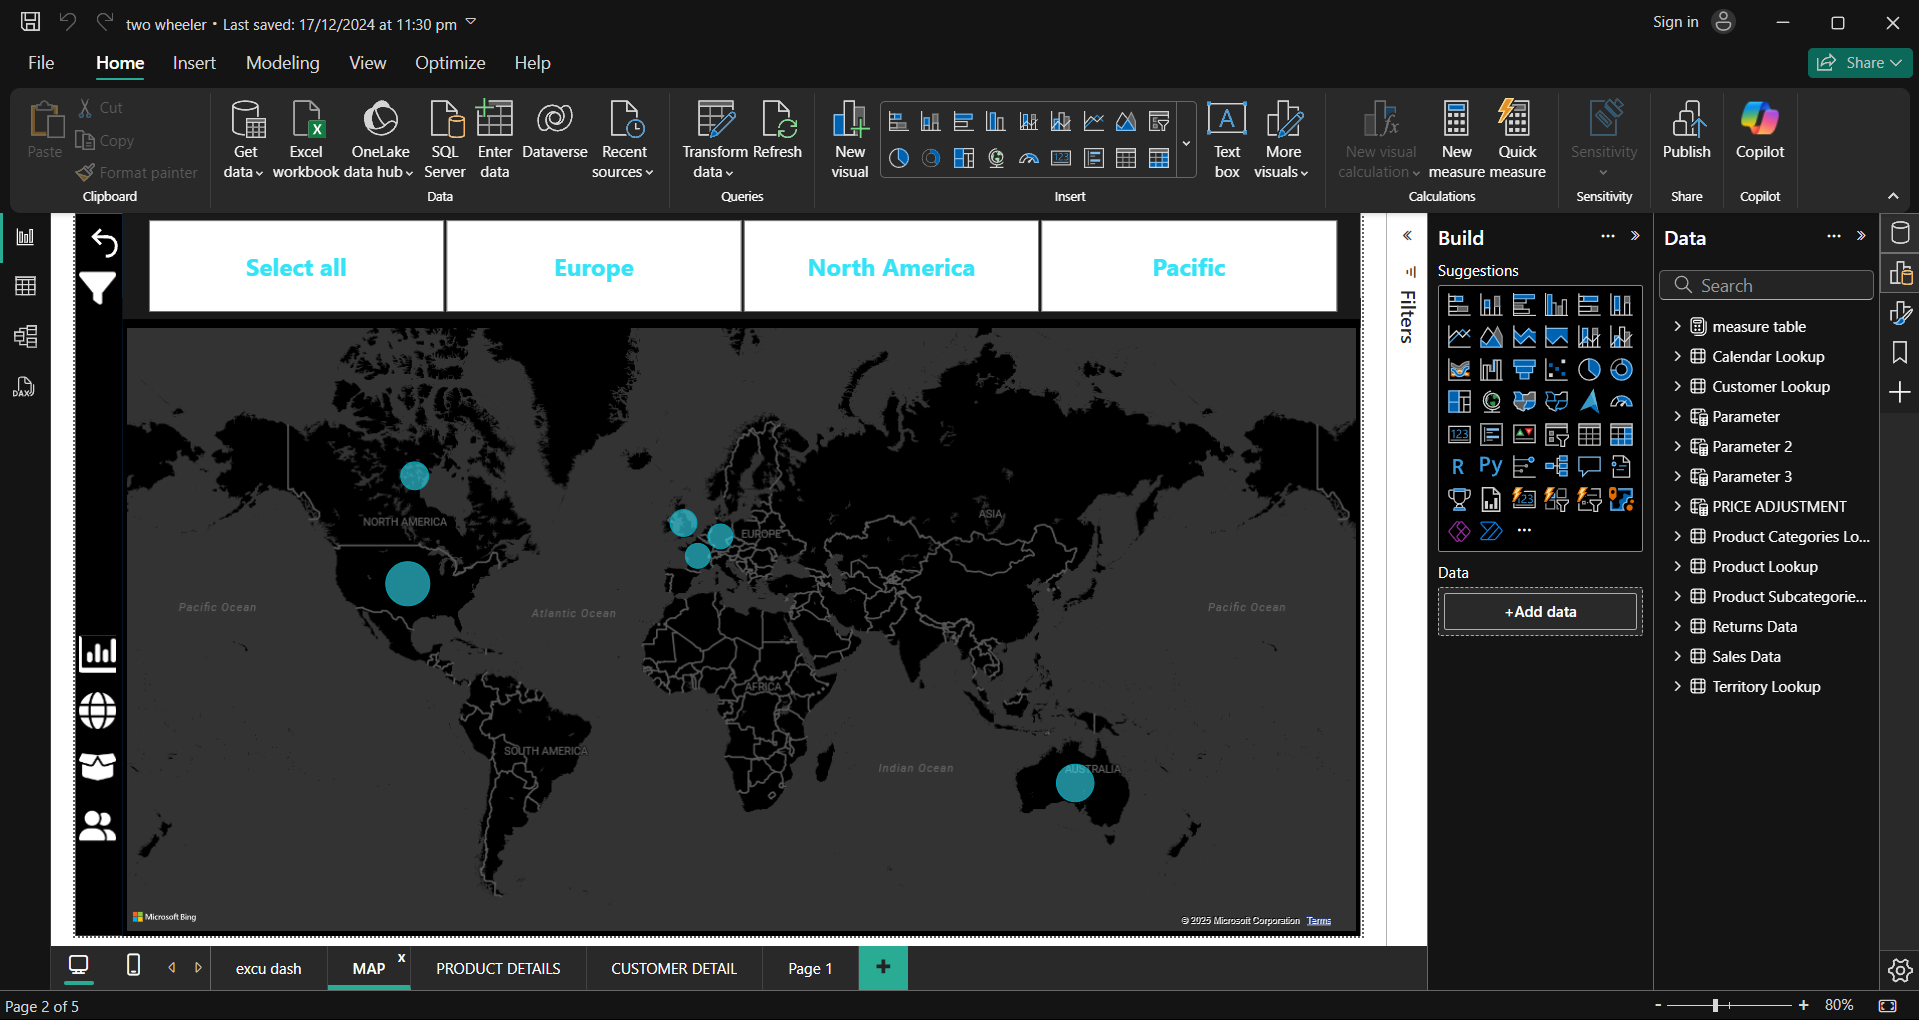 two wheeler • Last saved: 17/12/2024 at 11:30 pm
Sign in
File Home Insert Modeling View Optimize Help
Share
Paste
Cut
Copy
Format painter
Clipboard
Get data
Excel workbook
OneLake data hub
SQL Server
Enter data
Dataverse
Recent sources
Data
Transform data
Refresh
Queries
New visual
123
A
Text box
More visuals
Insert
fx
New visual calculation
New measure
Quick measure
Calculations
Sensitivity
Sensitivity
Publish
Share
Copilot
Copilot
DAX
Select all
Europe
North America
Pacific
NORTH AMERICA
EUROPE
ASIA
Pacific Ocean
Atlantic Ocean
Pacific Ocean
AFRICA
SOUTH AMERICA
Indian Ocean
AUSTRALIA
Microsoft Bing
© 2025 Microsoft Corporation Terms
Filters
Build
Suggestions
123
R Py
123
Data
+Add data
Data
Search
measure table
Calendar Lookup
Customer Lookup
Parameter
Parameter 2
Parameter 3
PRICE ADJUSTMENT
Product Categories Lo...
Product Lookup
Product Subcategorie...
Returns Data
Sales Data
Territory Lookup
excu dash
MAP x
PRODUCT DETAILS
CUSTOMER DETAIL
Page 1
+
Page 2 of 5
- + 80%